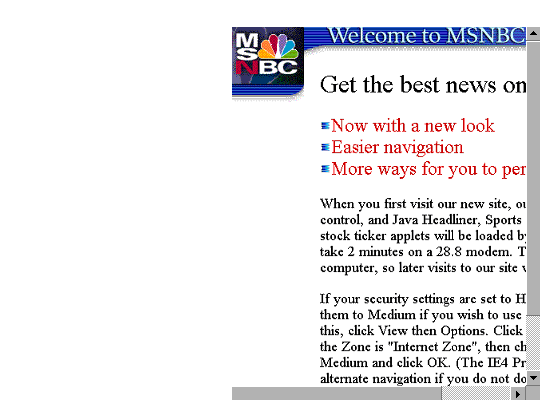 MSNBC
Welcome to MSNBC
Get the best news on
Now with a new look
Easier navigation
More ways for you to per
When you first visit our new site, ou
control, and Java Headliner, Sports
stock ticker applets will be loaded by
take 2 minutes on a 28.8 modem. T
computer, so later visits to our site v
If your security settings are set to H
them to Medium if you wish to use
this, click View then Options. Click
the Zone is "Internet Zone", then ch
Medium and click OK. (The IE4 Pr
alternate navigation if you do not do